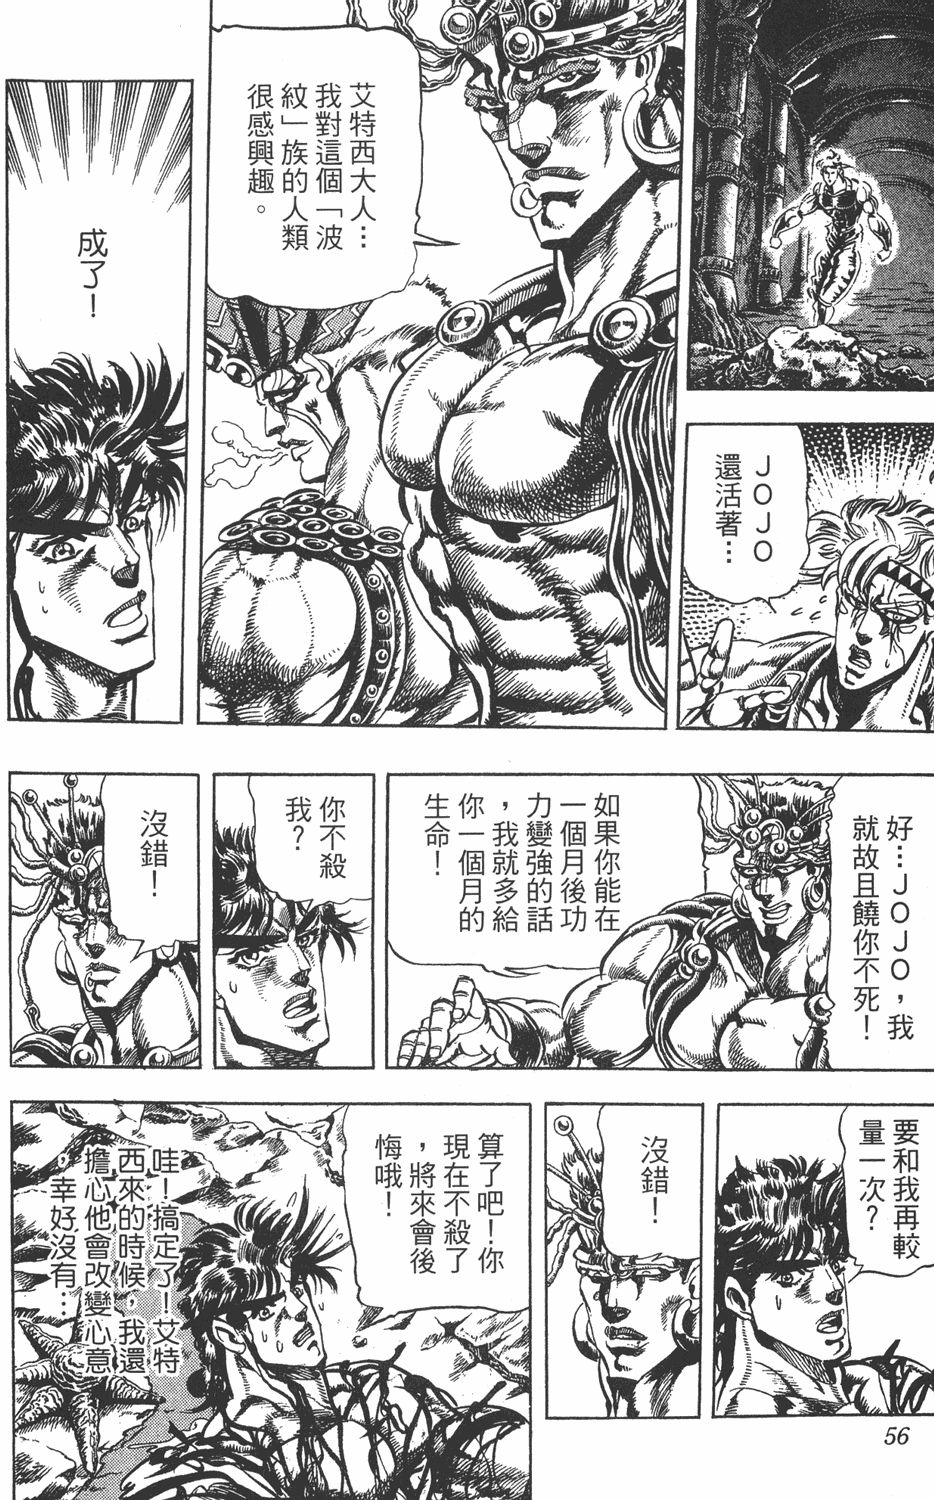 JOJO
還活著…
艾特西大人…
我對這個「波
紋」族的人類
很感興趣。
成了！
好…JOJO，我
就故且饒你不死！
如果你能在
一個月後功
力變強的話
，我就多給
你一個月的
生命！
你不殺
我？
沒錯！
要和我再較
量一次？
沒錯！
算了吧！你
現在不殺了
，將來會後
悔哦！
哇！搞定了！艾特
西來的時候，我還
擔心他會改變心意
，幸好沒有…
56